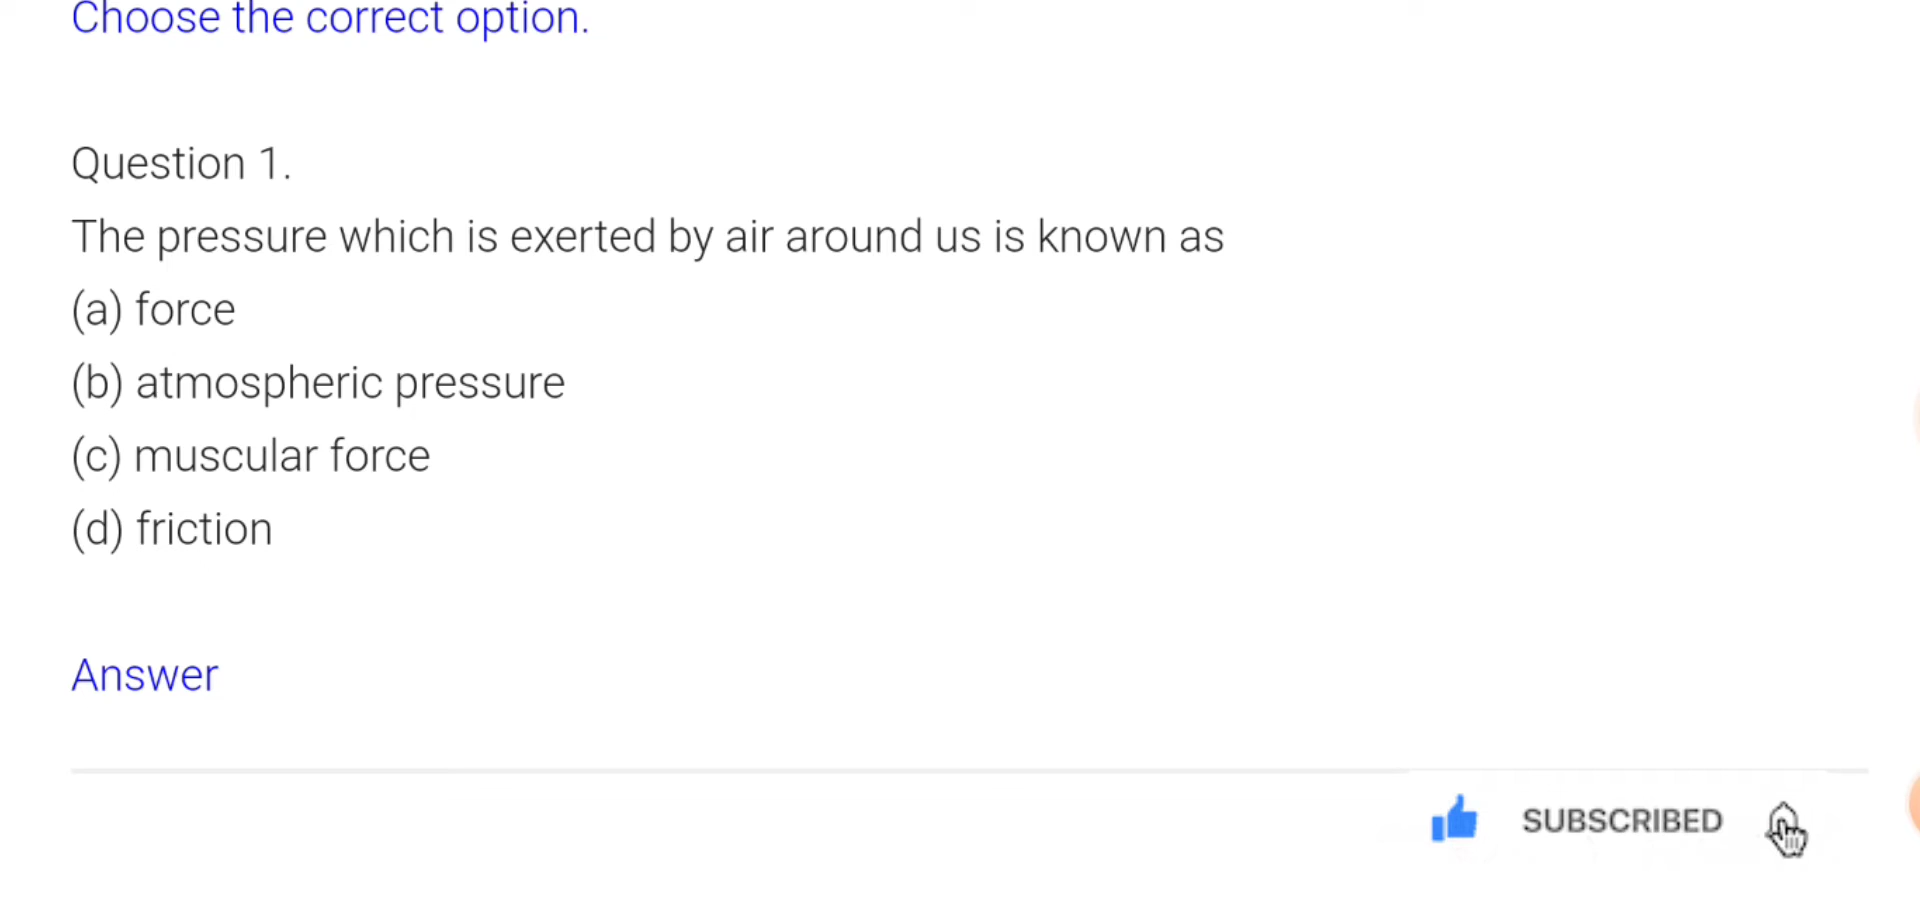 Choose the correct option.
Question 1.
The pressure which is exerted by air around us is known as
(a) force
(b) atmospheric pressure
(c) muscular force
(d) friction
Answer
SUBSCRIBED